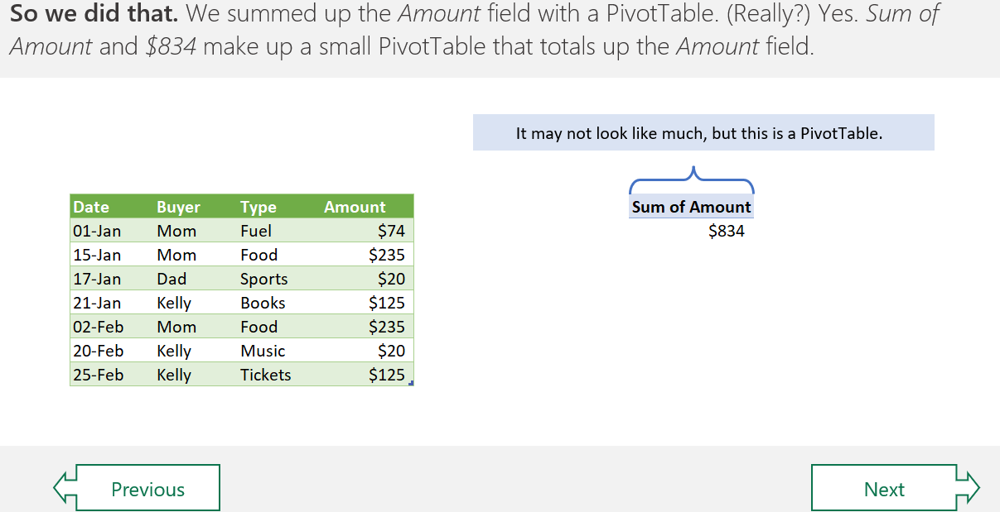 So we did that. We summed up the Amount field with a PivotTable. (Really?) Yes. Sum of
Amount and $834 make up a small PivotTable that totals up the Amount field.
It may not look like much, but this is a PivotTable.
Date Buyer Type Amount
01-Jan Mom Fuel $74
15-Jan Mom Food $235
17-Jan Dad Sports $20
21-Jan Kelly Books $125
02-Feb Mom Food $235
20-Feb Kelly Music $20
25-Feb Kelly Tickets $125
Sum of Amount
$834
Previous
Next